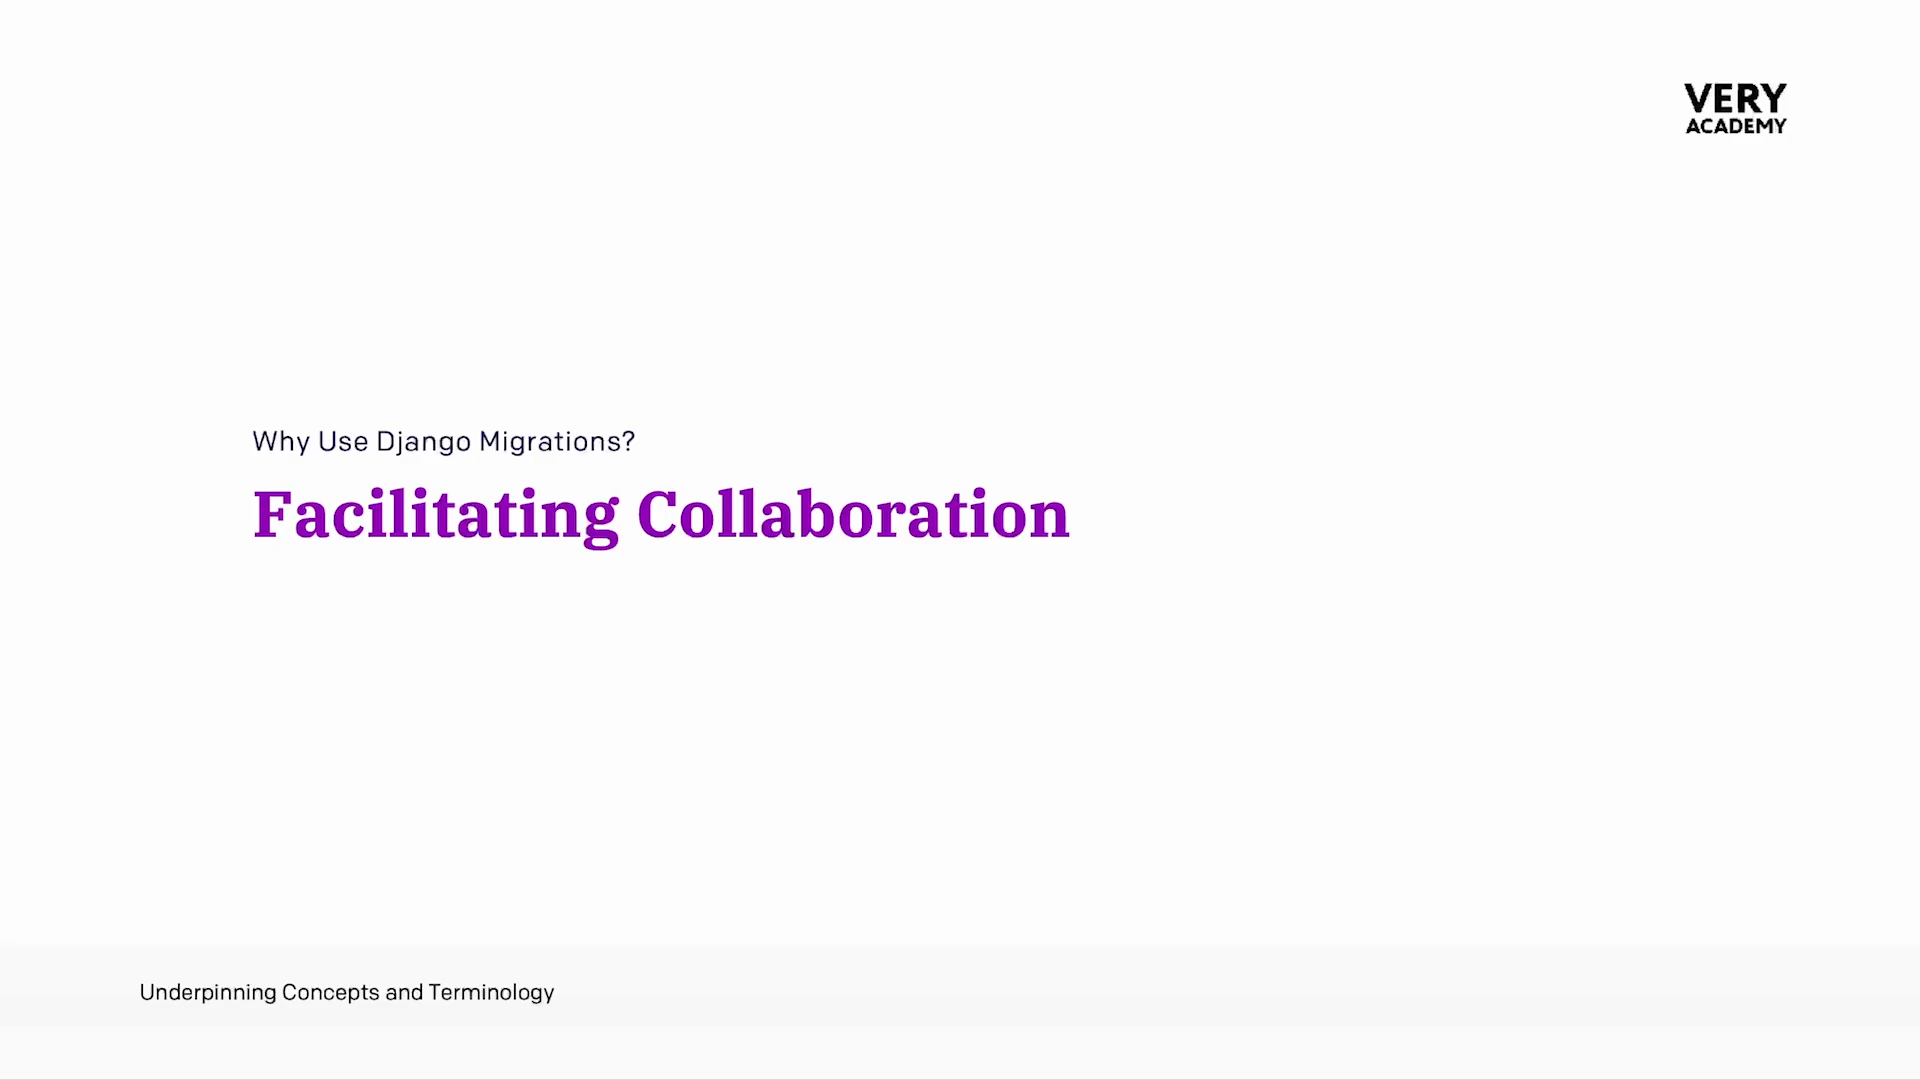 VERY
ACADEMY
Why Use Django Migrations?
Facilitating Collaboration
Underpinning Concepts and Terminology